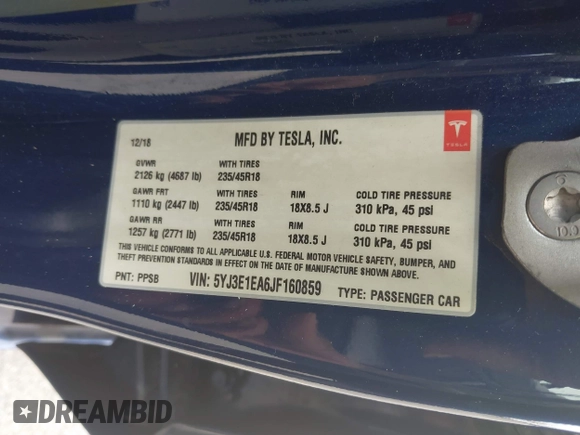 12/18 MFD BY TESLA, INC. TESLA
GVWR WITH TIRES
2126 kg (4687 lb) 235/45R18
GAWR FRT WITH TIRES RIM COLD TIRE PRESSURE
1110 kg (2447 lb) 235/45R18 18X8.5 J 310 kPa, 45 psi
GAWR RR WITH TIRES RIM COLD TIRE PRESSURE
1257 kg (2771 lb) 235/45R18 18X8.5 J 310 kPa, 45 psi
THIS VEHICLE CONFORMS TO ALL APPLICABLE U.S. FEDERAL MOTOR VEHICLE SAFETY, BUMPER, AND
THEFT PREVENTION STANDARDS IN EFFECT ON THE DATE OF MANUFACTURE SHOWN ABOVE.
PNT: PPSB VIN: 5YJ3E1EA6JF160859 TYPE: PASSENGER CAR
10.9
DREAMBID